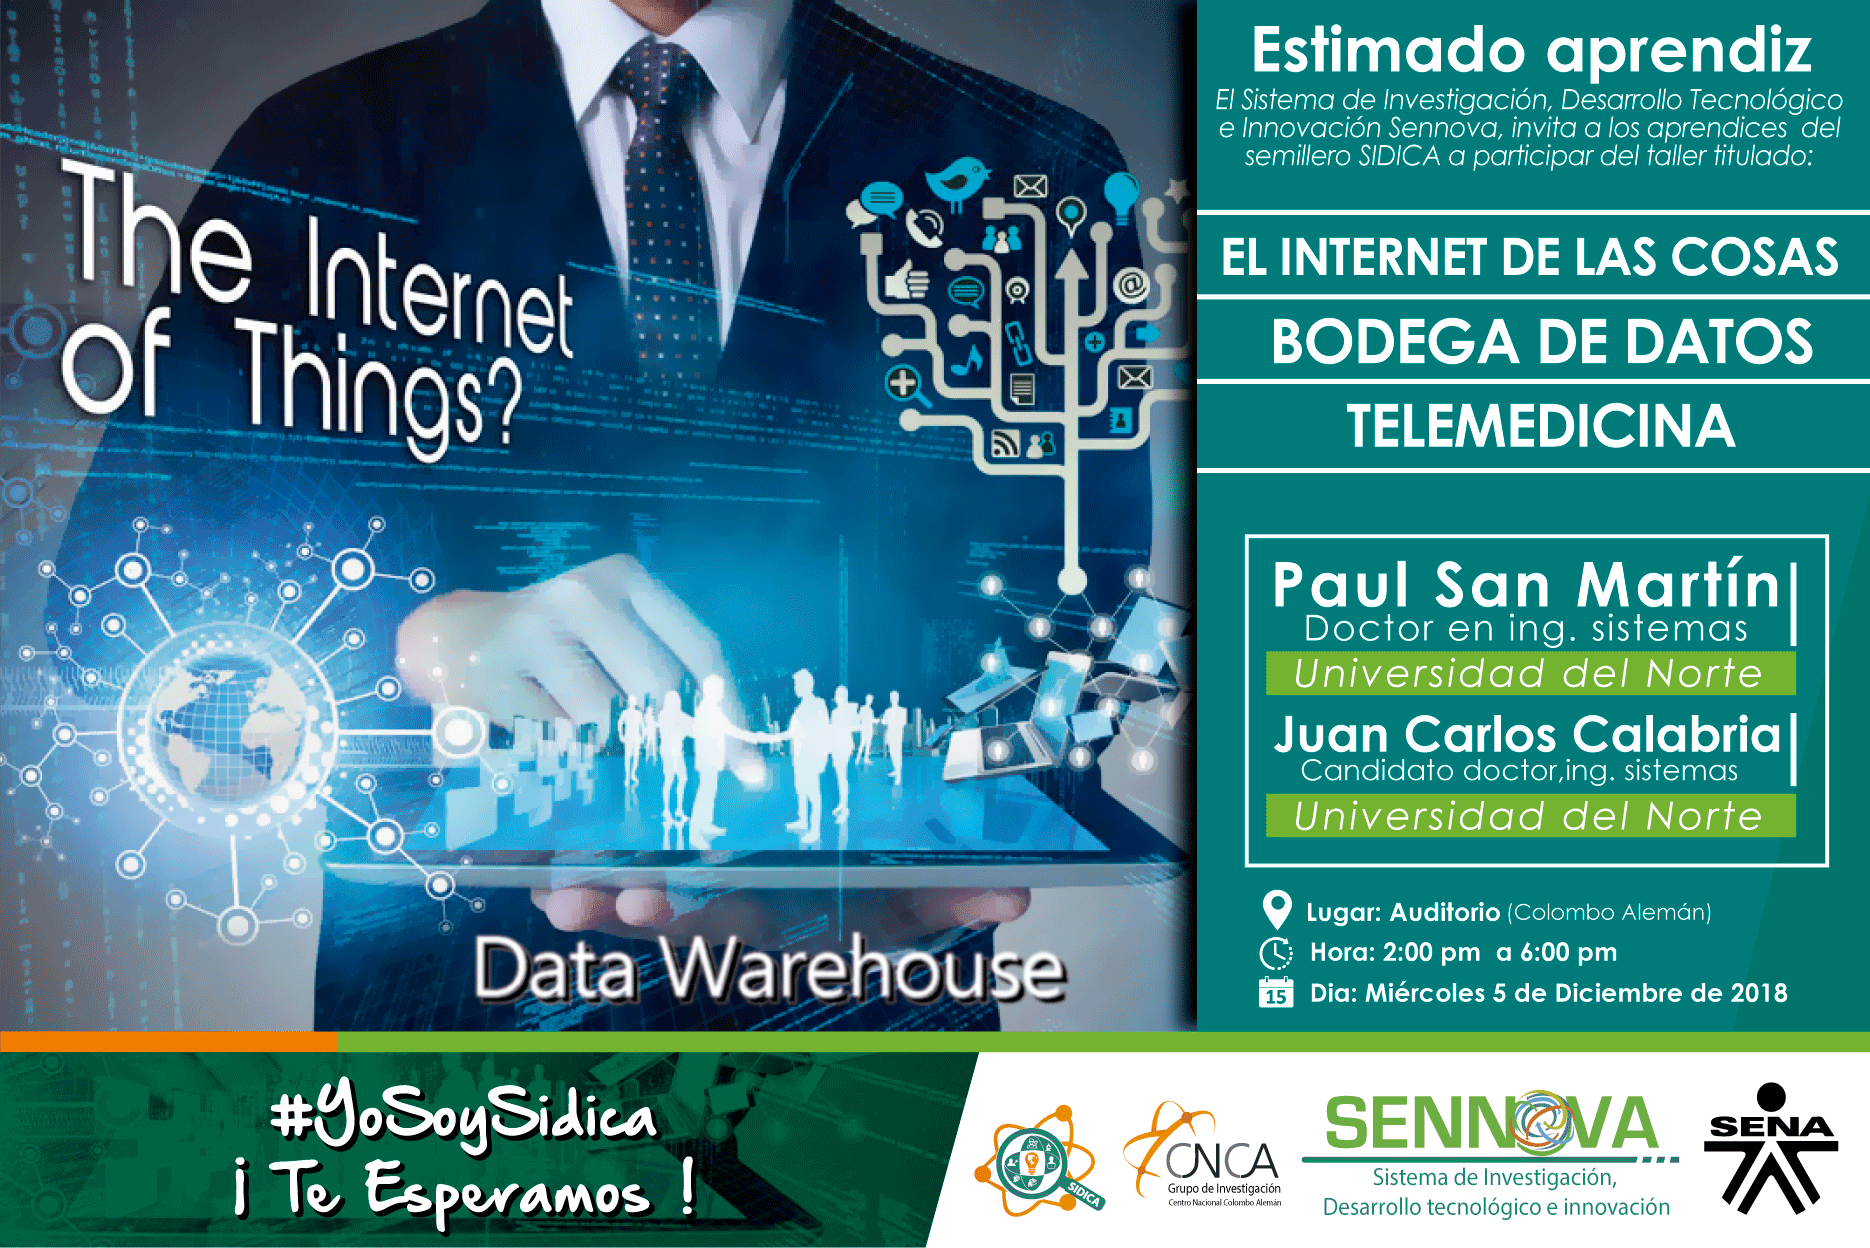 The Internet
of Things?
Data Warehouse
Estimado aprendiz
El Sistema de Investigación, Desarrollo Tecnológico
e Innovación Sennova, invita a los aprendices del
semillero SIDICA a participar del taller titulado:
EL INTERNET DE LAS COSAS
BODEGA DE DATOS
TELEMEDICINA
Paul San Martín
Doctor en ing. sistemas
Universidad del Norte
Juan Carlos Calabria
Candidato doctor,ing. sistemas
Universidad del Norte
Lugar: Auditorio (Colombo Alemán)
Hora: 2:00 pm a 6:00 pm
15
Dia: Miércoles 5 de Diciembre de 2018
#YoSoySidica
¡ Te Esperamos !
SIDICA
CNCA
Grupo de Investigación
Centro Nacional Colombo Alemán
SENNOVA
Sistema de Investigación,
Desarrollo tecnológico e innovación
SENA